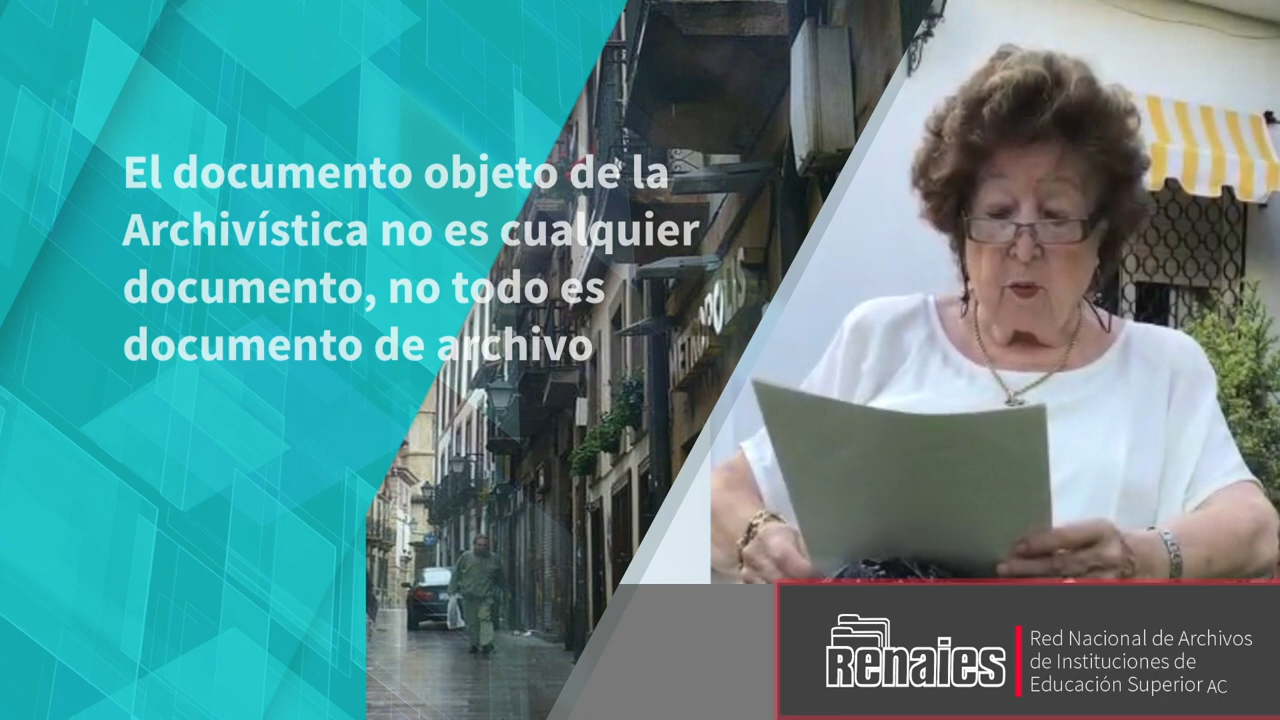 El documento objeto de la
Archivística no es cualquier
documento, no todo es
documento de archivo
METROPOLIS
Renaies
Red Nacional de Archivos
de Instituciones de
Educación Superior AC